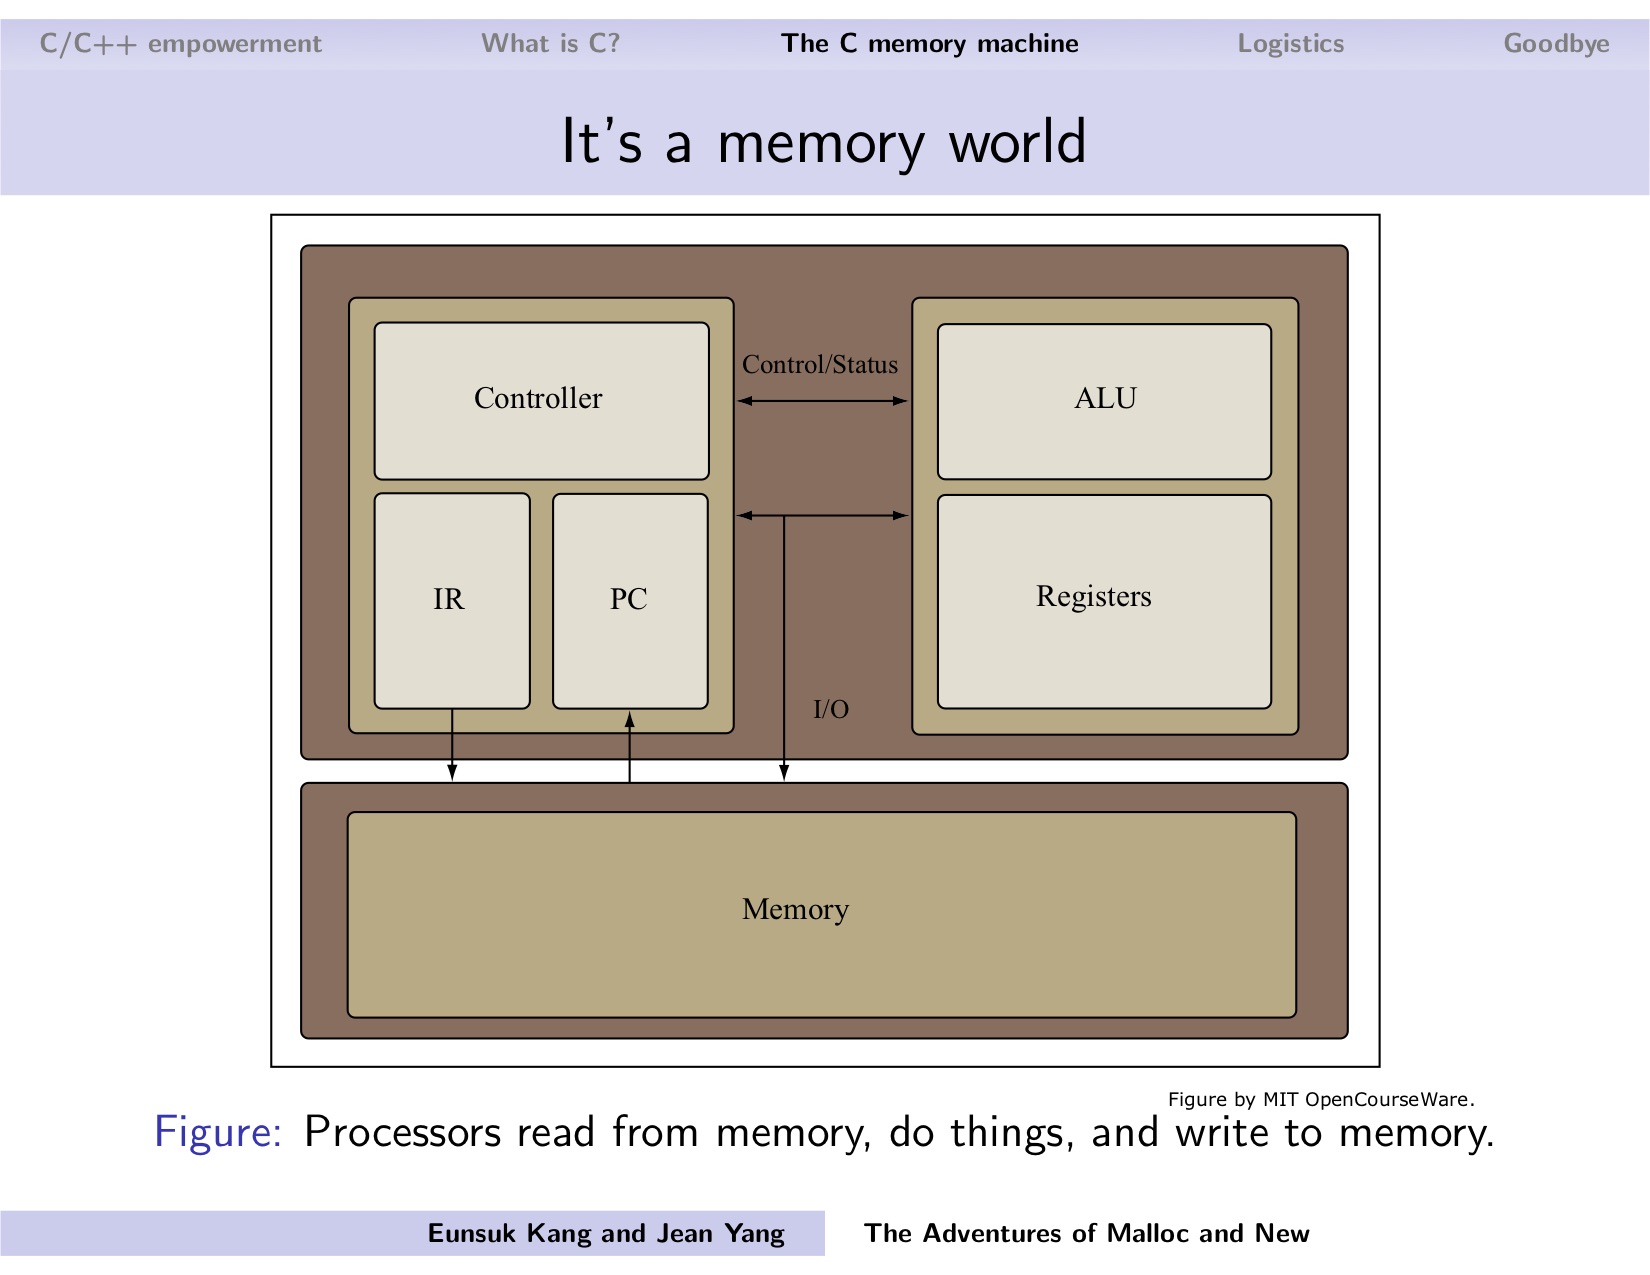 C/C++ empowerment What is C? The C memory machine Logistics Goodbye
It's a memory world
Control/Status
Controller
ALU
IR
PC
Registers
I/O
Memory
Figure by MIT OpenCourseWare.
Figure: Processors read from memory, do things, and write to memory.
Eunsuk Kang and Jean Yang The Adventures of Malloc and New